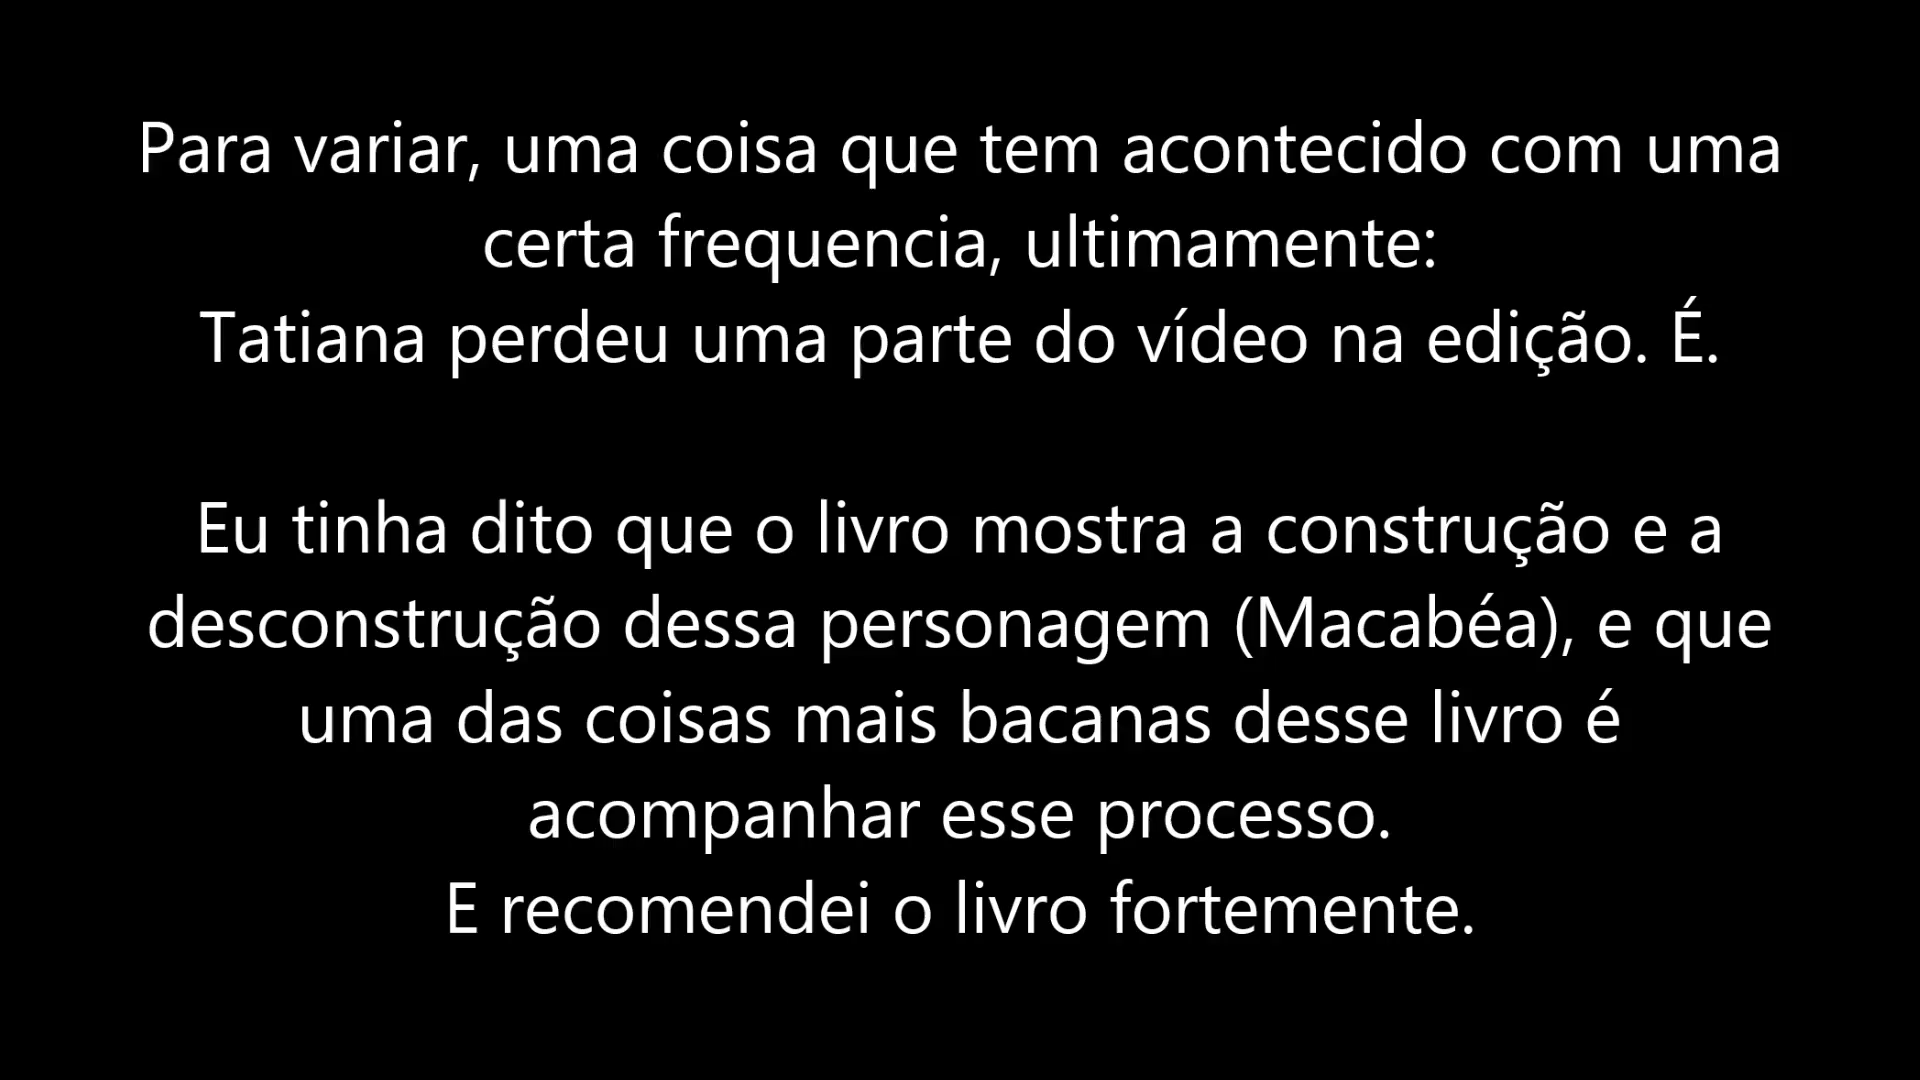 Para variar, uma coisa que tem acontecido com uma
certa frequencia, ultimamente:
Tatiana perdeu uma parte do vídeo na edição. É.
Eu tinha dito que o livro mostra a construção e a
desconstrução dessa personagem (Macabéa), e que
uma das coisas mais bacanas desse livro é
acompanhar esse processo.
E recomendei o livro fortemente.